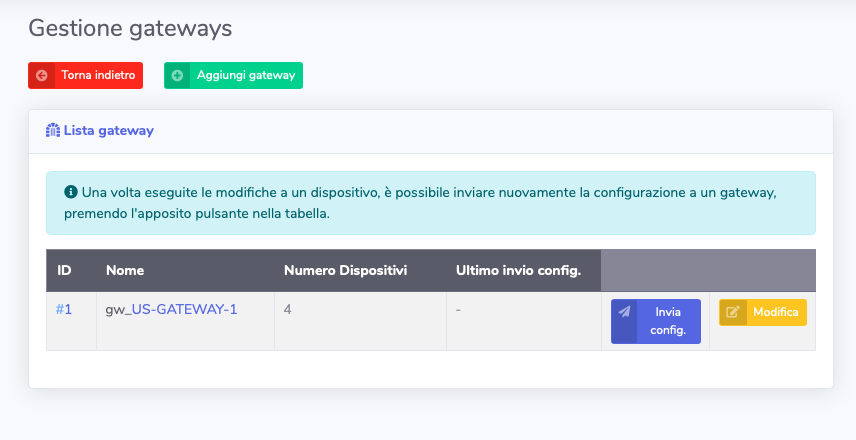 Gestione gateways
Torna indietro
Aggiungi gateway
Lista gateway
Una volta eseguite le modifiche a un dispositivo, è possibile inviare nuovamente la configurazione a un gateway,
premendo l'apposito pulsante nella tabella.
ID Nome Numero Dispositivi Ultimo invio config.
#1 gw_US-GATEWAY-1 4 - Invia Modifica
config.